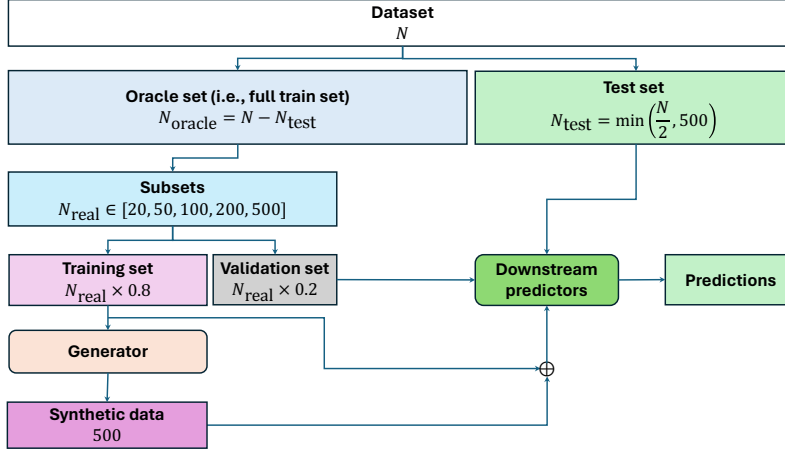 Dataset
N
Oracle set (i.e., full train set)
N_oracle = N − N_test
Test set
N_test = min(N/2, 500)
Subsets
N_real ∈ [20, 50, 100, 200, 500]
Training set
N_real × 0.8
Validation set
N_real × 0.2
Downstream
predictors
Predictions
Generator
Synthetic data
500